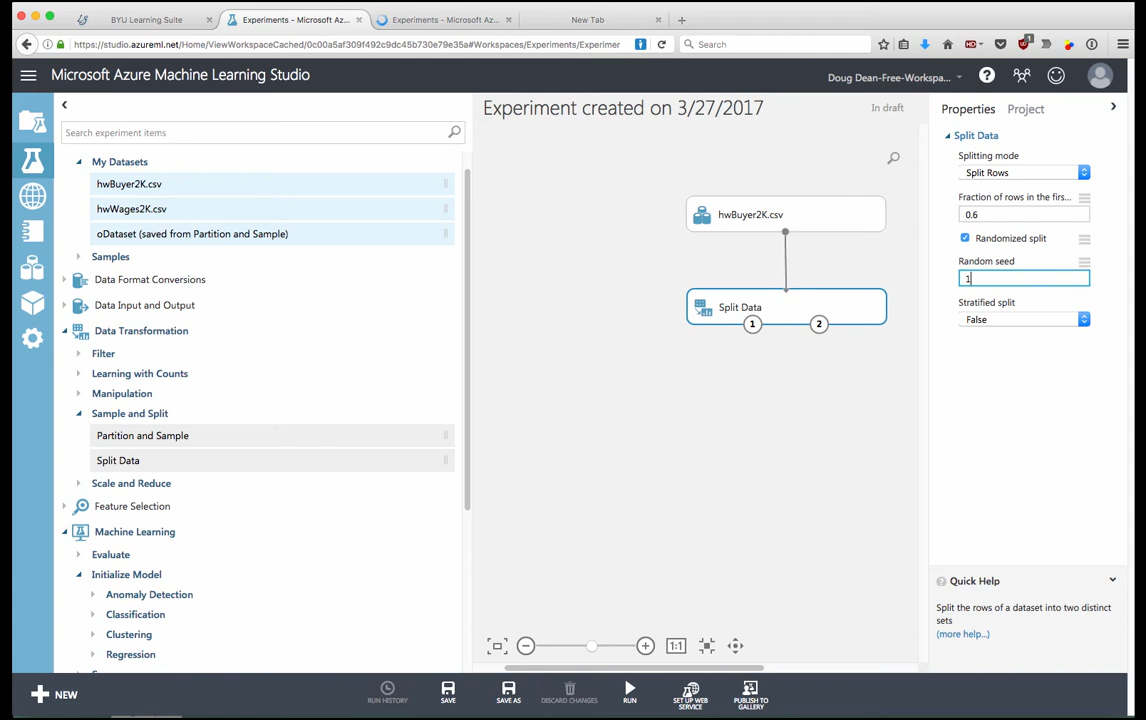 BYU Learning Suite
Experiments - Microsoft Az...
Experiments - Microsoft Az...
New Tab
https://studio.azureml.net/Home/ViewWorkspaceCached/0c00a5af309f492c9dc45b730e79e35a#Workspaces/Experiments/Experimer
Search
HD
1
Microsoft Azure Machine Learning Studio
Doug Dean-Free-Workspa...
Search experiment items
My Datasets
hwBuyer2K.csv
hwWages2K.csv
oDataset (saved from Partition and Sample)
Samples
Data Format Conversions
Data Input and Output
Data Transformation
Filter
Learning with Counts
Manipulation
Sample and Split
Partition and Sample
Split Data
Scale and Reduce
Feature Selection
Machine Learning
Evaluate
Initialize Model
Anomaly Detection
Classification
Clustering
Regression
Experiment created on 3/27/2017
In draft
hwBuyer2K.csv
Split Data
1
2
1:1
Properties
Project
Split Data
Splitting mode
Split Rows
Fraction of rows in the firs...
0.6
Randomized split
Random seed
1
Stratified split
False
Quick Help
Split the rows of a dataset into two distinct
sets
(more help...)
NEW
RUN HISTORY
SAVE
SAVE AS
DISCARD CHANGES
RUN
SET UP WEB
SERVICE
PUBLISH TO
GALLERY